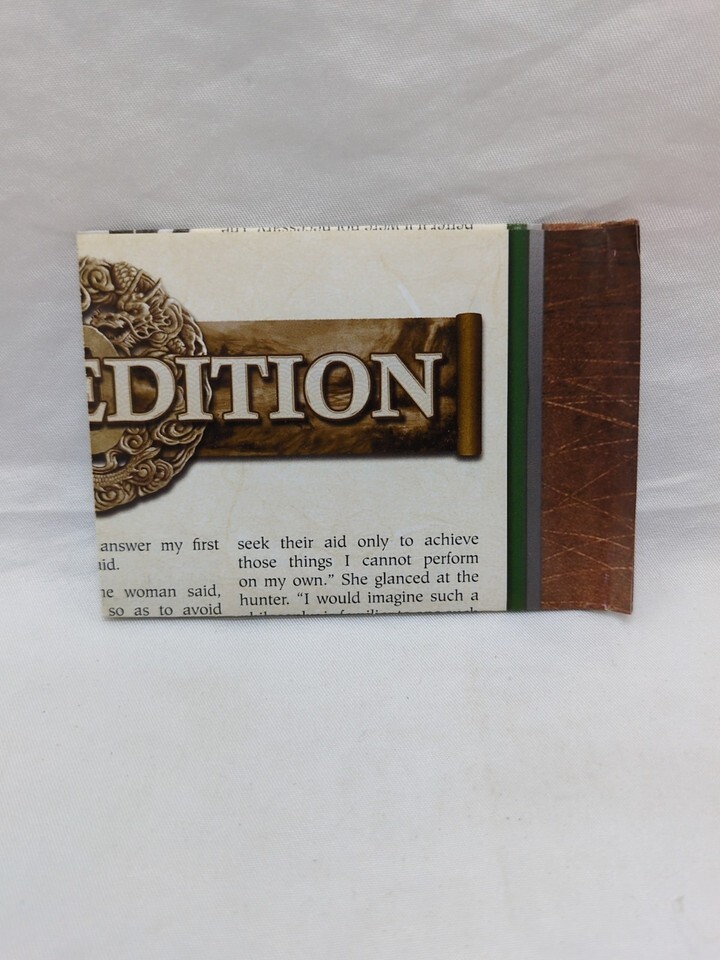 EDITION
answer my first
aid.
he woman said,
so as to avoid
seek their aid only to achieve
those things I cannot perform
on my own.” She glanced at the
hunter. “I would imagine such a